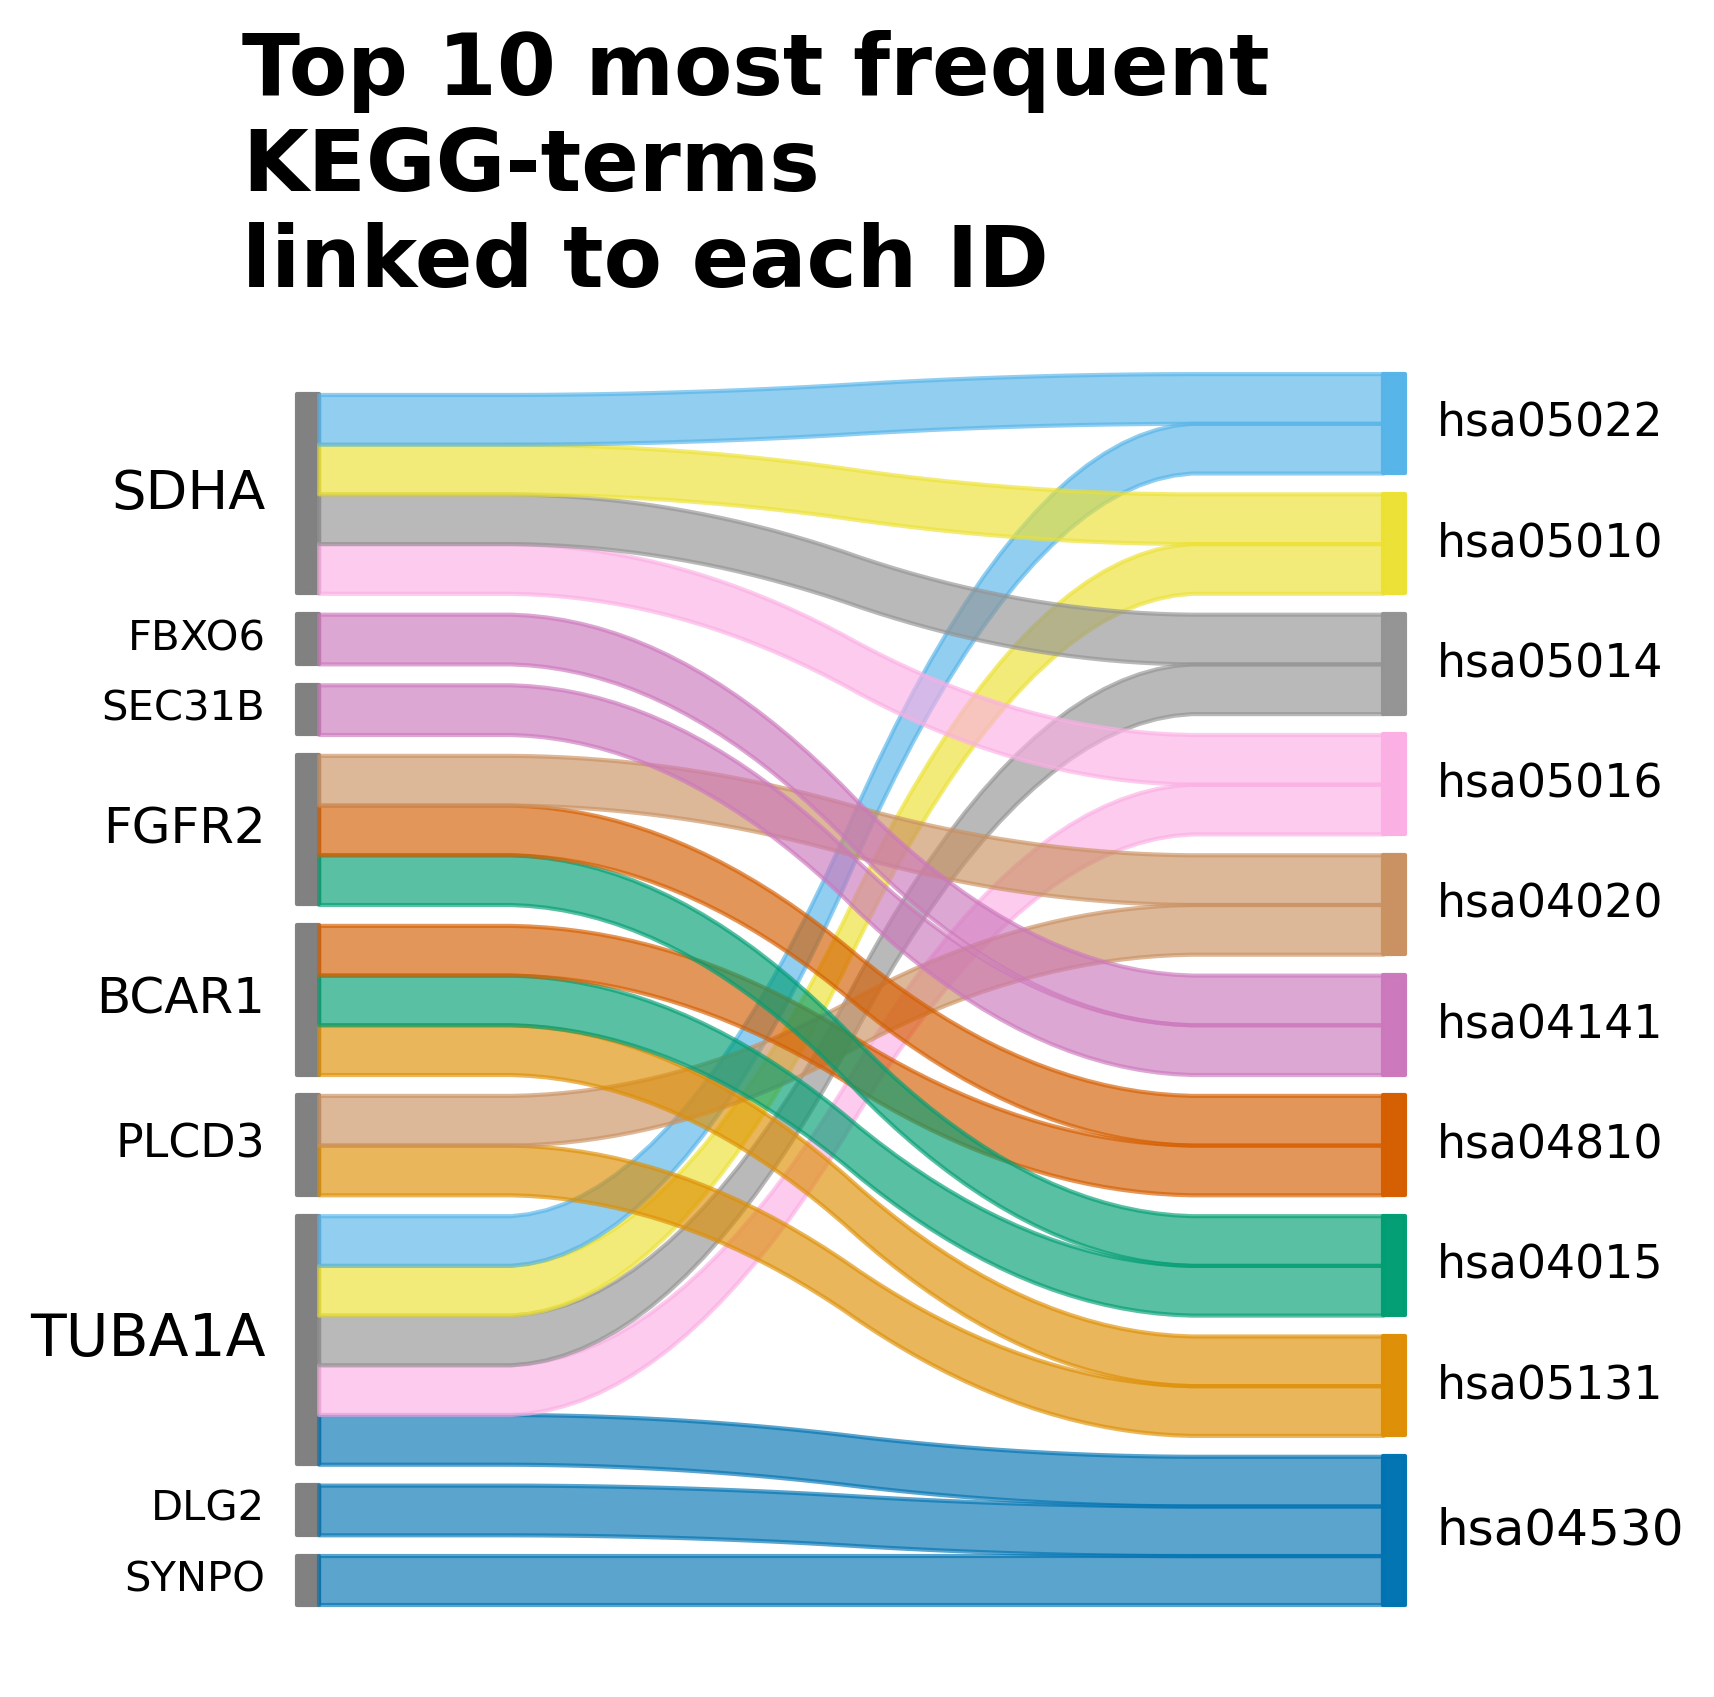 Top 10 most frequent
KEGG-terms
linked to each ID
SDHA
FBXO6
SEC31B
FGFR2
BCAR1
PLCD3
TUBA1A
DLG2
SYNPO
hsa05022
hsa05010
hsa05014
hsa05016
hsa04020
hsa04141
hsa04810
hsa04015
hsa05131
hsa04530